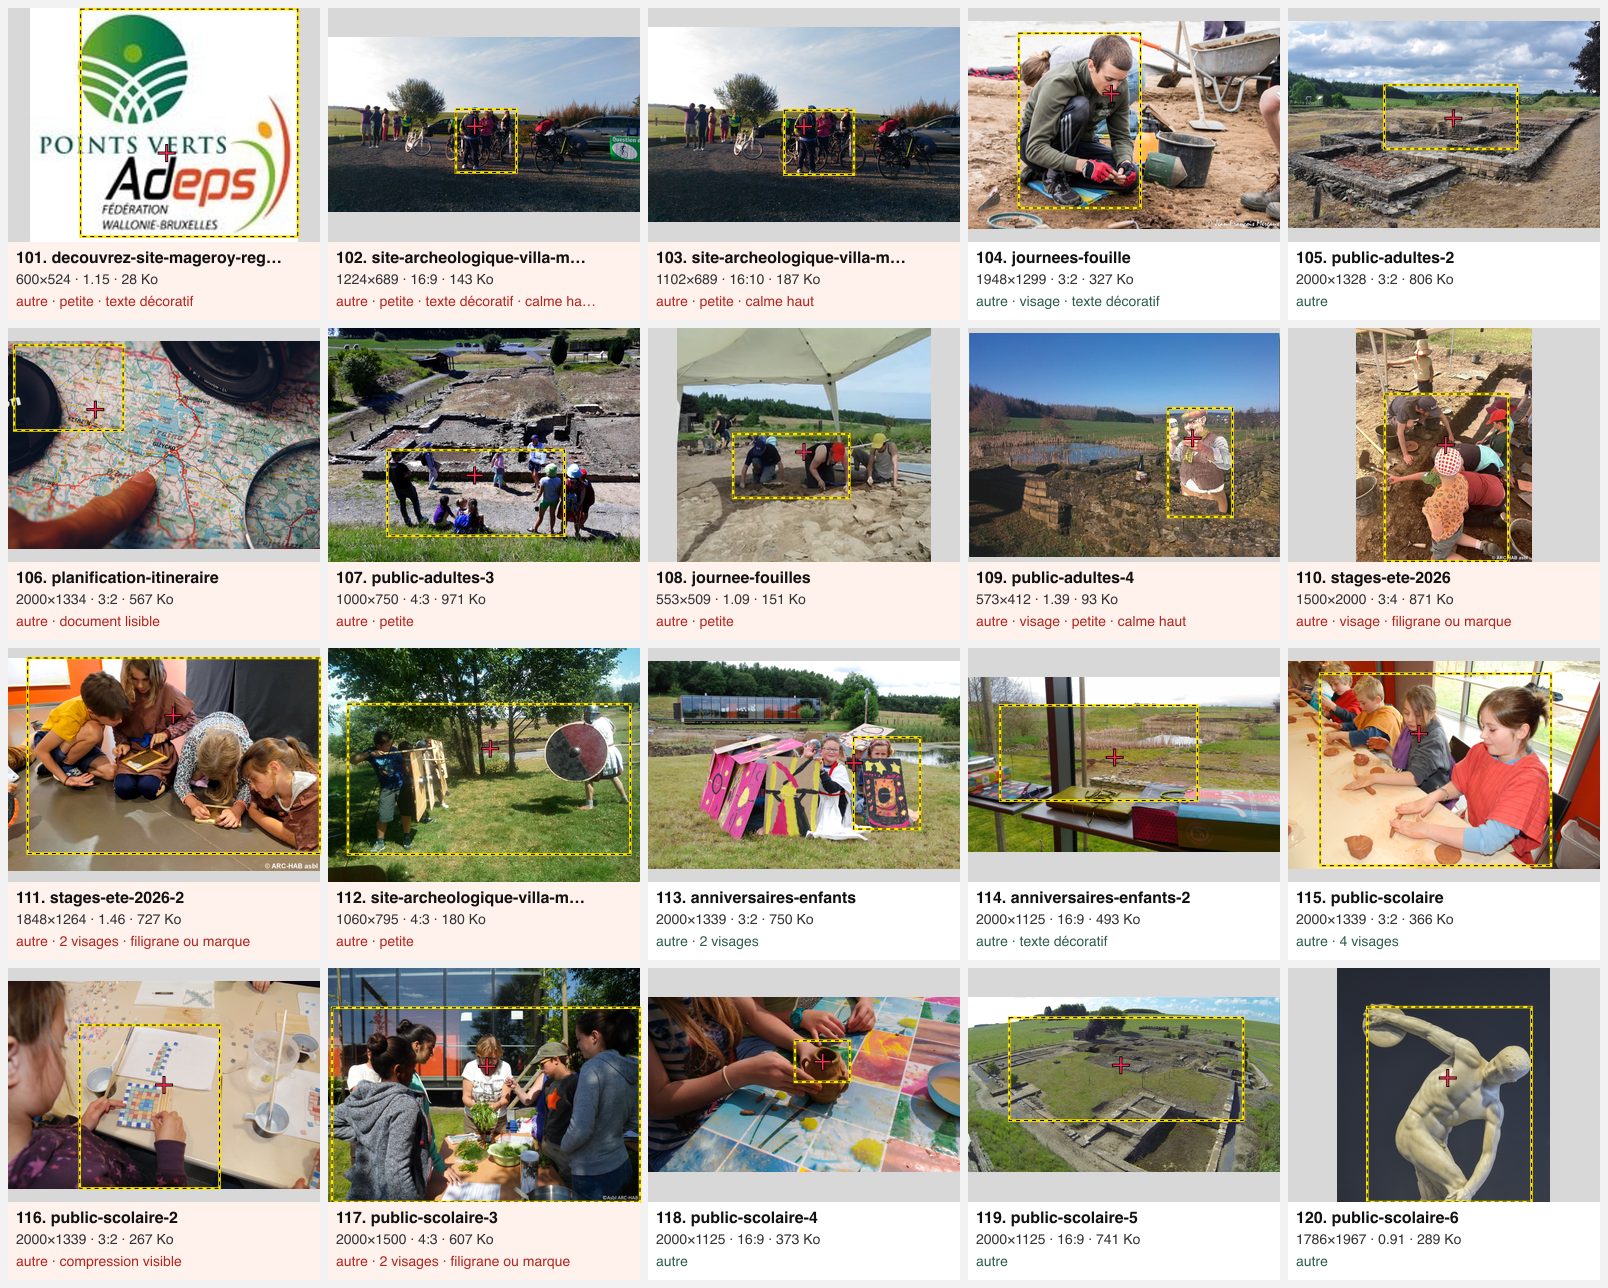 POINTS VERTS
Adeps
FÉDÉRATION
WALLONIE-BRUXELLES
101. decouvrez-site-mageroy-reg…
600×524 · 1.15 · 28 Ko
autre · petite · texte décoratif
102. site-archeologique-villa-m…
1224×689 · 16:9 · 143 Ko
autre · petite · texte décoratif · calme ha…
103. site-archeologique-villa-m…
1102×689 · 16:10 · 187 Ko
autre · petite · calme haut
104. journees-fouille
1948×1299 · 3:2 · 327 Ko
autre · visage · texte décoratif
105. public-adultes-2
2000×1328 · 3:2 · 806 Ko
autre
106. planification-itineraire
2000×1334 · 3:2 · 567 Ko
autre · document lisible
107. public-adultes-3
1000×750 · 4:3 · 971 Ko
autre · petite
108. journee-fouilles
553×509 · 1.09 · 151 Ko
autre · petite
109. public-adultes-4
573×412 · 1.39 · 93 Ko
autre · visage · petite · calme haut
© ARC-HAB asbl
110. stages-ete-2026
1500×2000 · 3:4 · 871 Ko
autre · visage · filigrane ou marque
© ARC-HAB asbl
111. stages-ete-2026-2
1848×1264 · 1.46 · 727 Ko
autre · 2 visages · filigrane ou marque
112. site-archeologique-villa-m…
1060×795 · 4:3 · 180 Ko
autre · petite
113. anniversaires-enfants
2000×1339 · 3:2 · 750 Ko
autre · 2 visages
114. anniversaires-enfants-2
2000×1125 · 16:9 · 493 Ko
autre · texte décoratif
115. public-scolaire
2000×1339 · 3:2 · 366 Ko
autre · 4 visages
116. public-scolaire-2
2000×1339 · 3:2 · 267 Ko
autre · compression visible
©Asbl ARC-HAB
117. public-scolaire-3
2000×1500 · 4:3 · 607 Ko
autre · 2 visages · filigrane ou marque
118. public-scolaire-4
2000×1125 · 16:9 · 373 Ko
autre
119. public-scolaire-5
2000×1125 · 16:9 · 741 Ko
autre
120. public-scolaire-6
1786×1967 · 0.91 · 289 Ko
autre